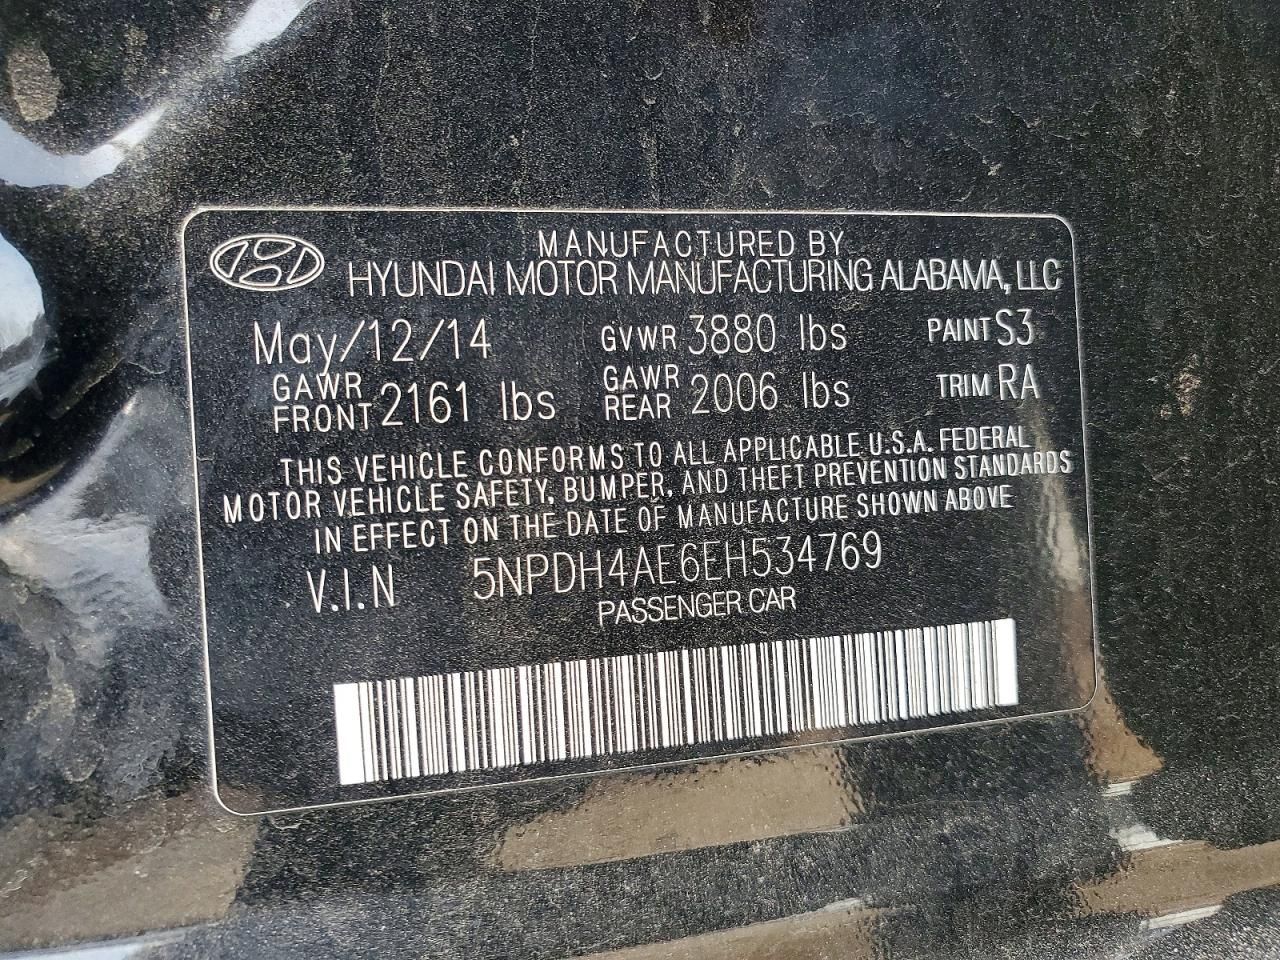 MANUFACTURED BY
HYUNDAI MOTOR MANUFACTURING ALABAMA, LLC
May/12/14 GVWR 3880 lbs PAINT S3
GAWR FRONT 2161 lbs GAWR REAR 2006 lbs TRIM RA
THIS VEHICLE CONFORMS TO ALL APPLICABLE U.S.A. FEDERAL
MOTOR VEHICLE SAFETY, BUMPER, AND THEFT PREVENTION STANDARDS
IN EFFECT ON THE DATE OF MANUFACTURE SHOWN ABOVE
V.I.N 5NPDH4AE6EH534769
PASSENGER CAR